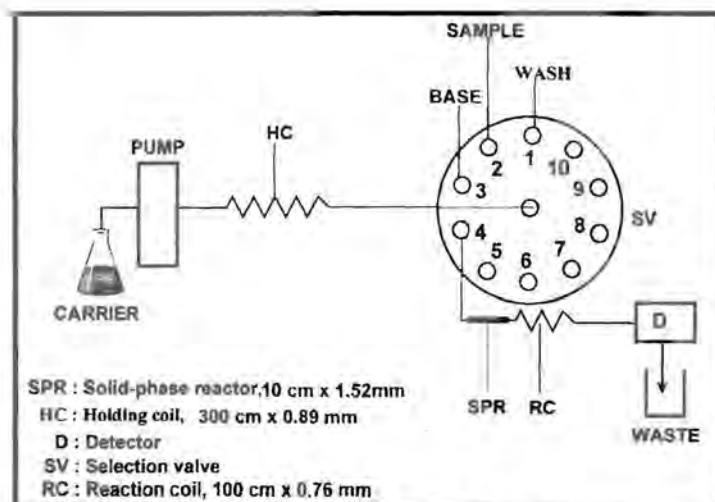 SAMPLE
WASH
BASE
HC
PUMP
1
2
10
3
9
SV
4
8
5
6
7
CARRIER
D
SPR
RC
WASTE
SPR : Solid-phase reactor,10 cm x 1.52mm
HC : Holding coil, 300 cm x 0.89 mm
D : Detector
SV : Selection valve
RC : Reaction coil, 100 cm x 0.76 mm